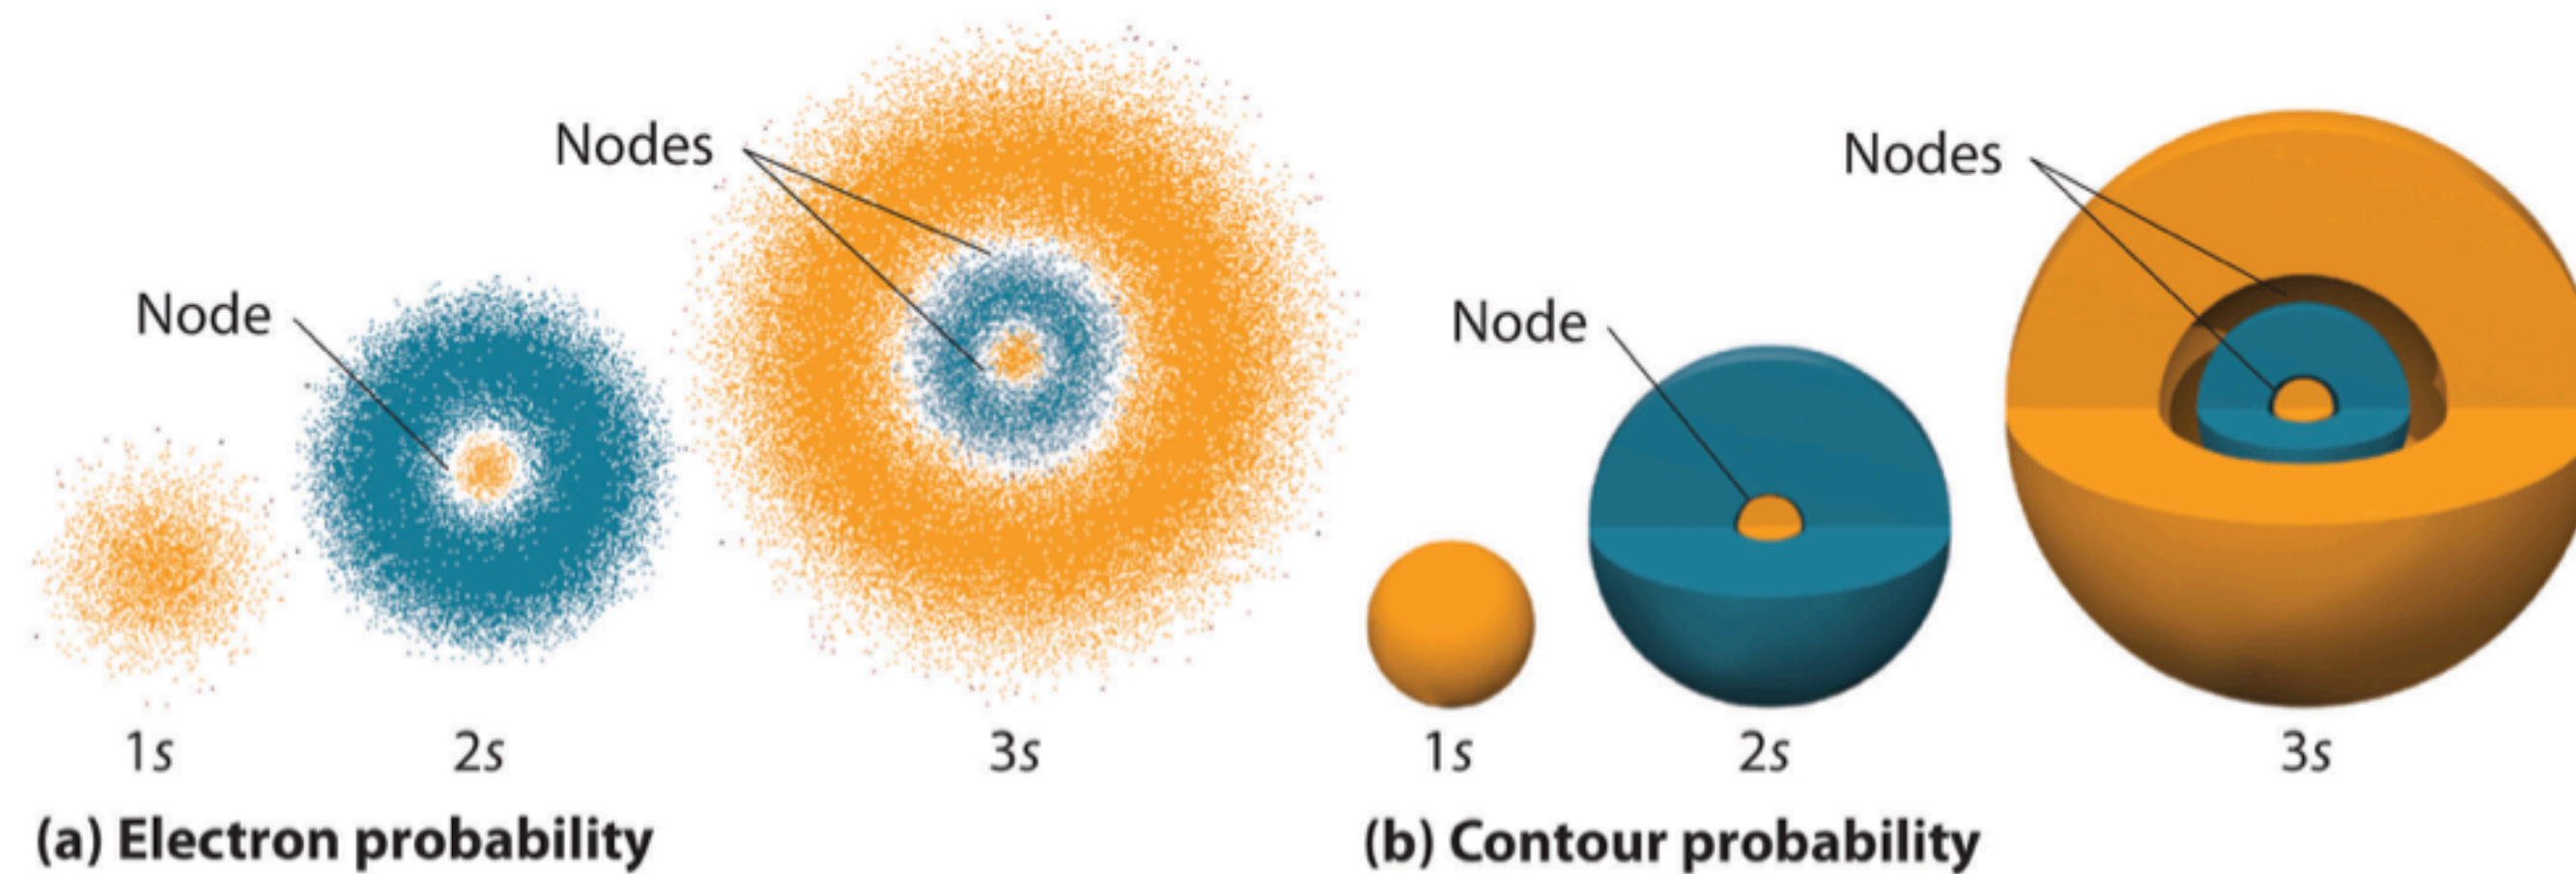 Nodes
Node
1s
2s
3s
(a) Electron probability
Nodes
Node
1s
2s
3s
(b) Contour probability